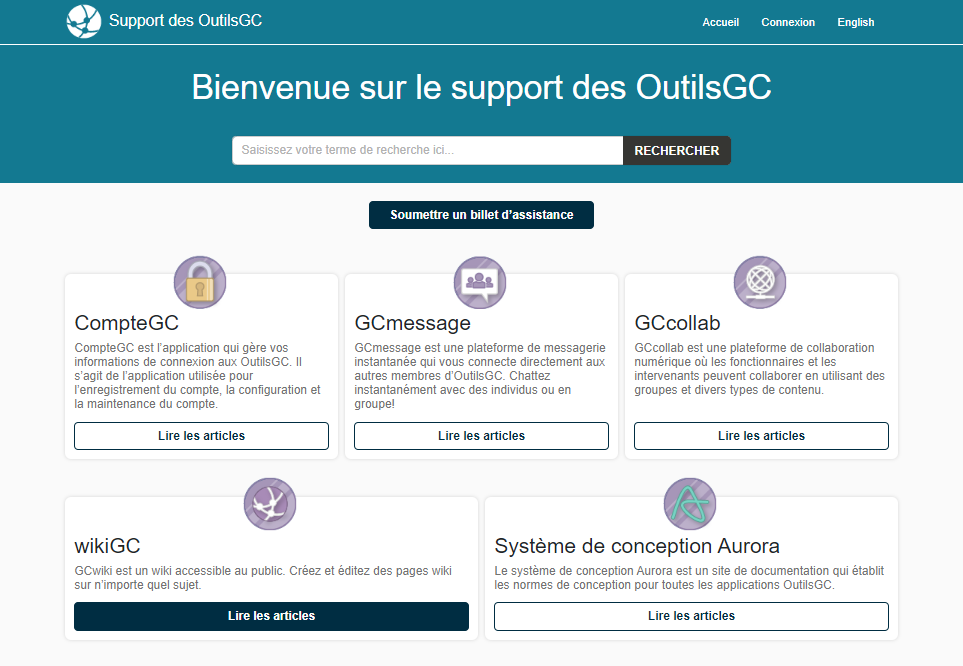 Support des OutilsGC
Accueil Connexion English
Bienvenue sur le support des OutilsGC
Saisissez votre terme de recherche ici...
RECHERCHER
Soumettre un billet d'assistance
CompteGC
CompteGC est l'application qui gère vos
informations de connexion aux OutilsGC. Il
s'agit de l'application utilisée pour
l'enregistrement du compte, la configuration et
la maintenance du compte.
Lire les articles
GCmessage
GCmessage est une plateforme de messagerie
instantanée qui vous connecte directement aux
autres membres d'OutilsGC. Chattez
instantanément avec des individus ou en
groupe!
Lire les articles
GCcollab
GCcollab est une plateforme de collaboration
numérique où les fonctionnaires et les
intervenants peuvent collaborer en utilisant des
groupes et divers types de contenu.
Lire les articles
wikiGC
GCwiki est un wiki accessible au public. Créez et éditez des pages wiki
sur n'importe quel sujet.
Lire les articles
Système de conception Aurora
Le système de conception Aurora est un site de documentation qui établit
les normes de conception pour toutes les applications OutilsGC.
Lire les articles